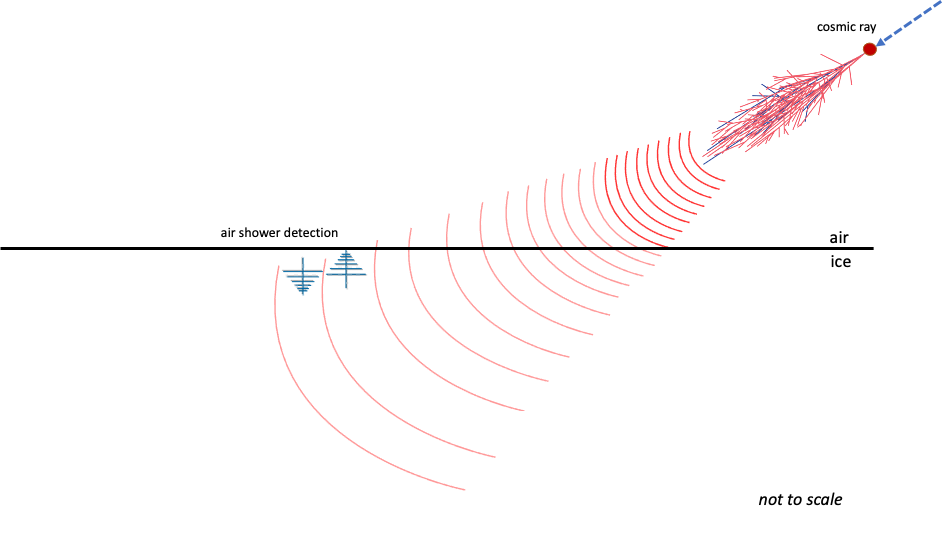 cosmic ray
air shower detection
air
ice
not to scale